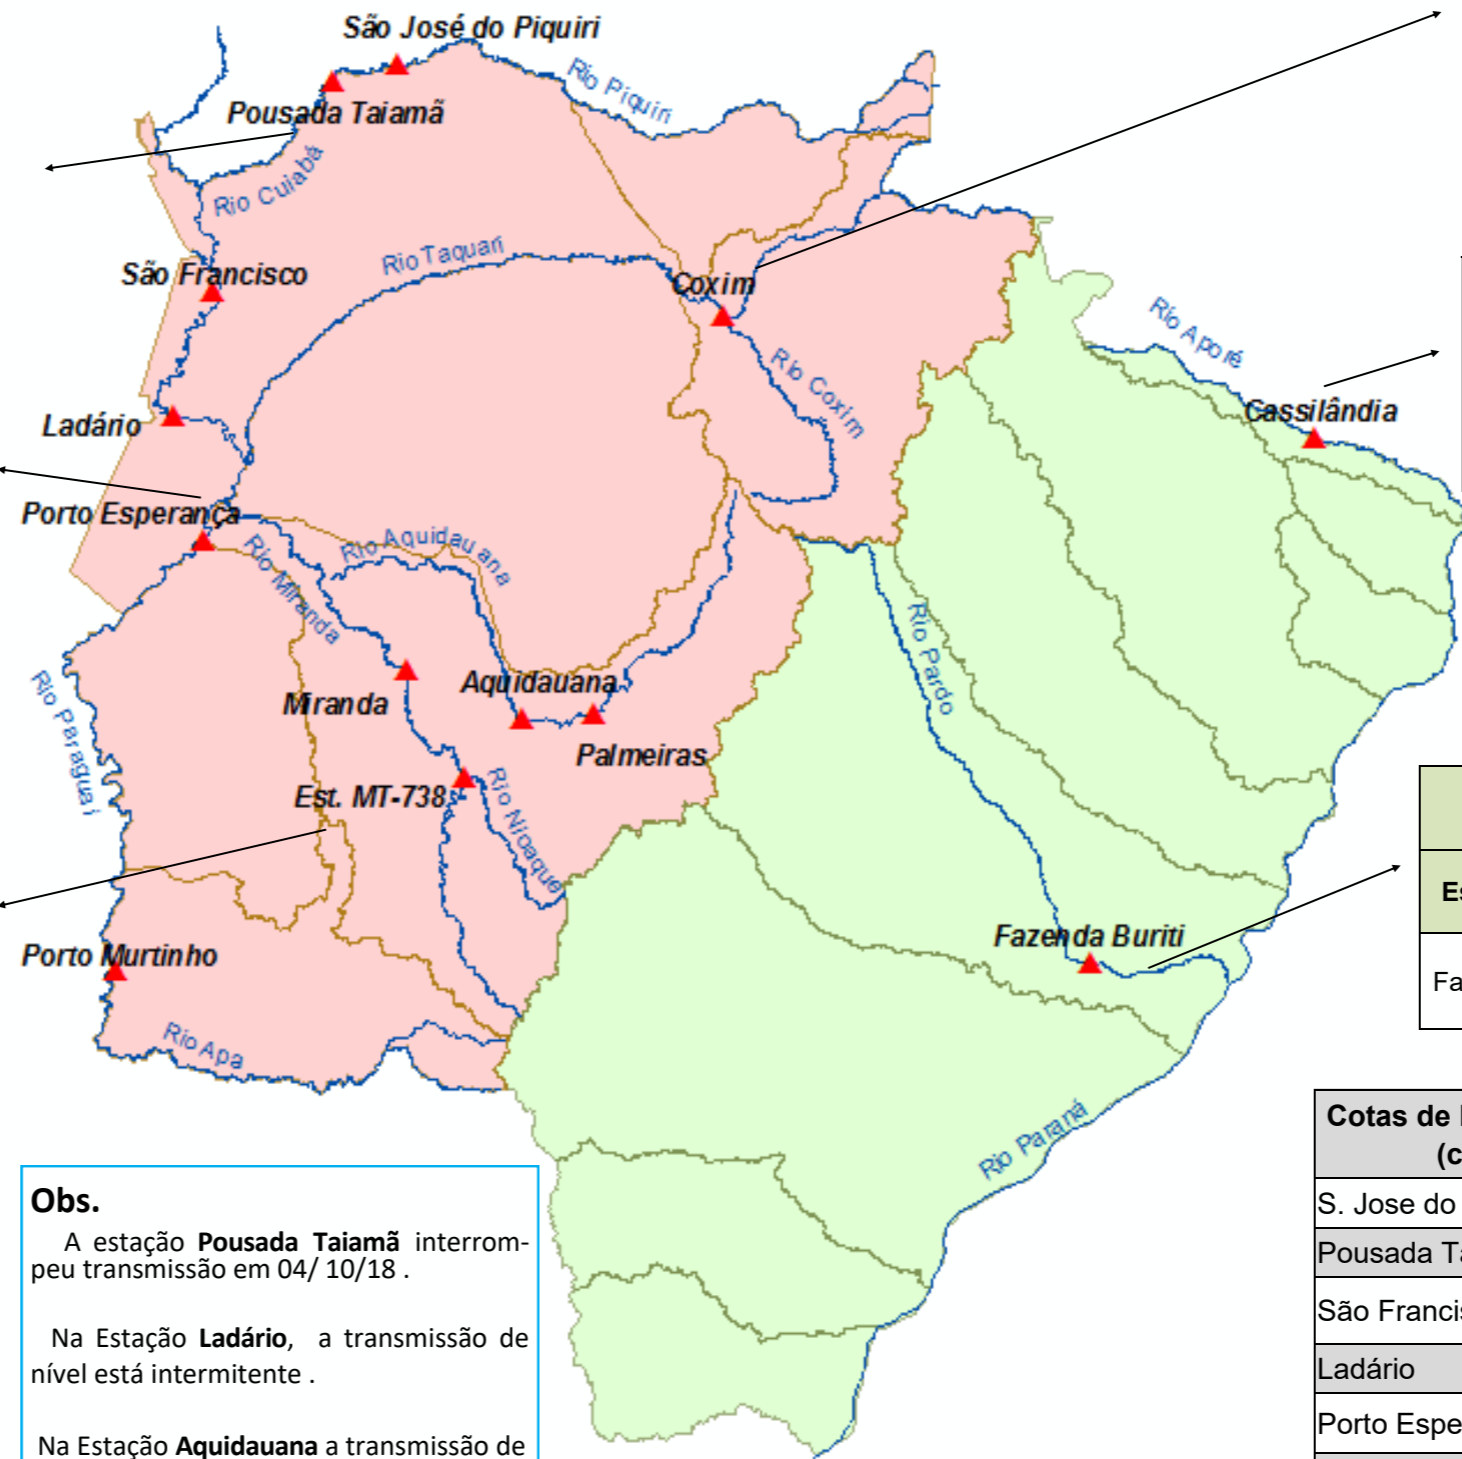 São José do Piquiri
Rio Piquiri
Pousada Taiamã
Rio Cuiabá
Rio Taquari
São Francisco
Coxim
Rio Aporé
Rio Coxim
Cassilândia
Ladário
Porto Esperança
Rio Aquidauana
Rio Miranda
Rio Pardo
Rio Paraguai
Aquidauana
Miranda
Palmeiras
Est. MT-738
Rio Nioaque
Fazenda Buriti
Porto Murtinho
Rio Apa
Rio Paraná
Obs.
A estação Pousada Taiamã interrom-
peu transmissão em 04/ 10/18 .
Na Estação Ladário, a transmissão de
nível está intermitente .
Na Estação Aquidauana a transmissão de
Es
Fa
Cotas de
(c
S. Jose do
Pousada Ta
São Francis
Ladário
Porto Espe